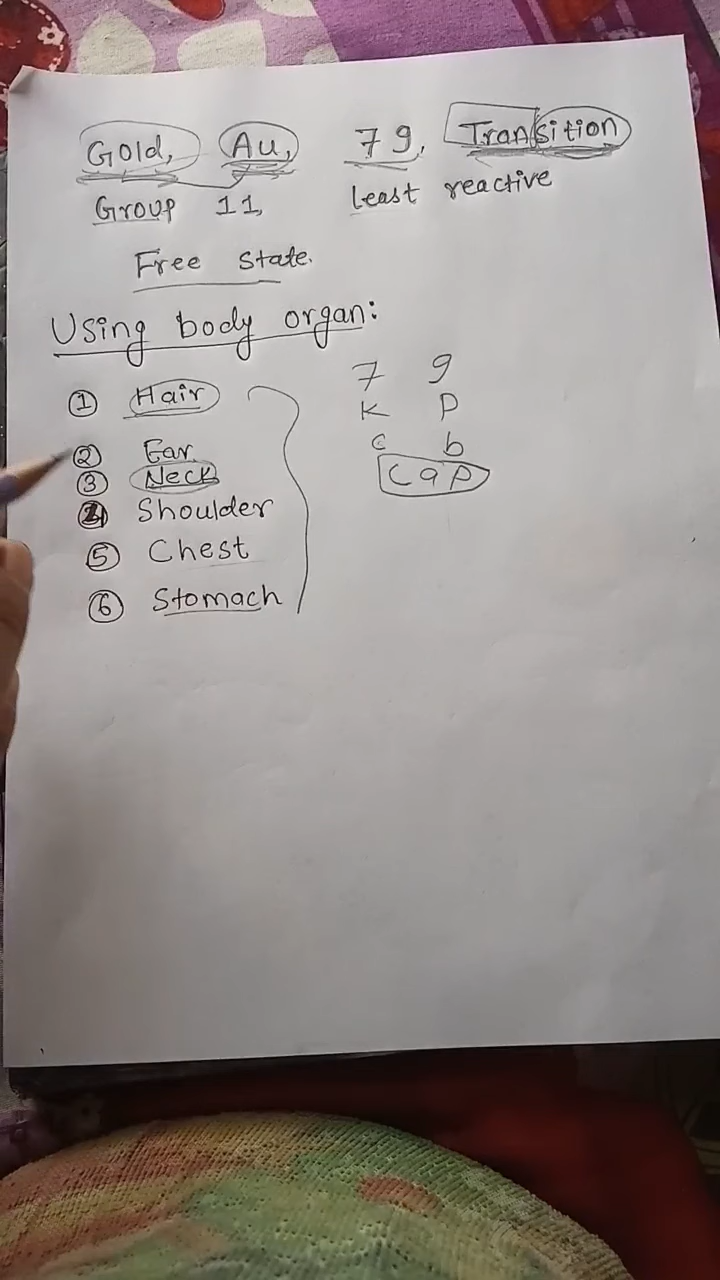 Gold, Au, 79, Transition
Group 11, least reactive
Free state.
Using body organ:
① Hair
② Ear
③ Neck
4 Shoulder
⑤ Chest
⑥ Stomach
7 9
K P
c b
Cap